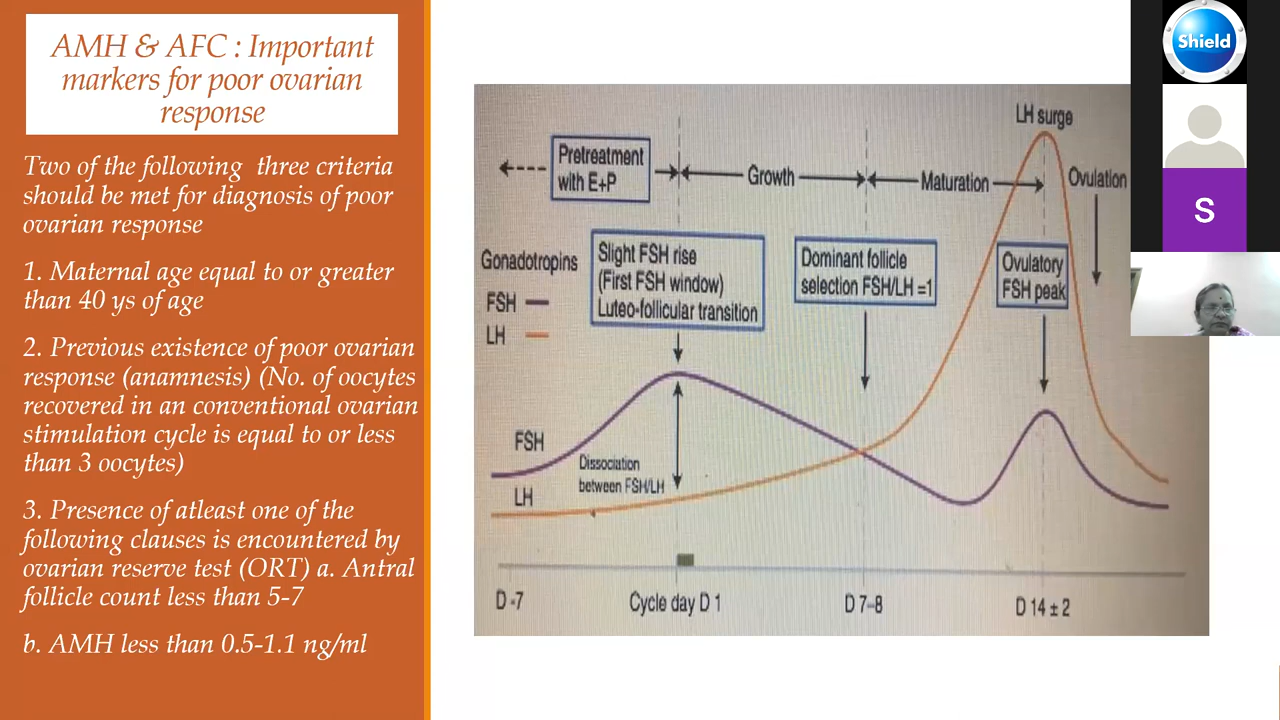 AMH & AFC : Important
markers for poor ovarian
response
Two of the following three criteria
should be met for diagnosis of poor
ovarian response
1. Maternal age equal to or greater
than 40 ys of age
2. Previous existence of poor ovarian
response (anamnesis) (No. of oocytes
recovered in an conventional ovarian
stimulation cycle is equal to or less
than 3 oocytes)
3. Presence of atleast one of the
following clauses is encountered by
ovarian reserve test (ORT) a. Antral
follicle count less than 5-7
b. AMH less than 0.5-1.1 ng/ml
LH surge
Pretreatment
with E+P
Growth
Maturation
Ovulation
Gonadotropins
FSH
LH
Slight FSH rise
(First FSH window)
Luteo-follicular transition
Dominant follicle
selection FSH/LH =1
Ovulatory
FSH peak
FSH
LH
Dissociation
between FSH/LH
D -7
Cycle day D 1
D 7–8
D 14 ± 2
Shield
S